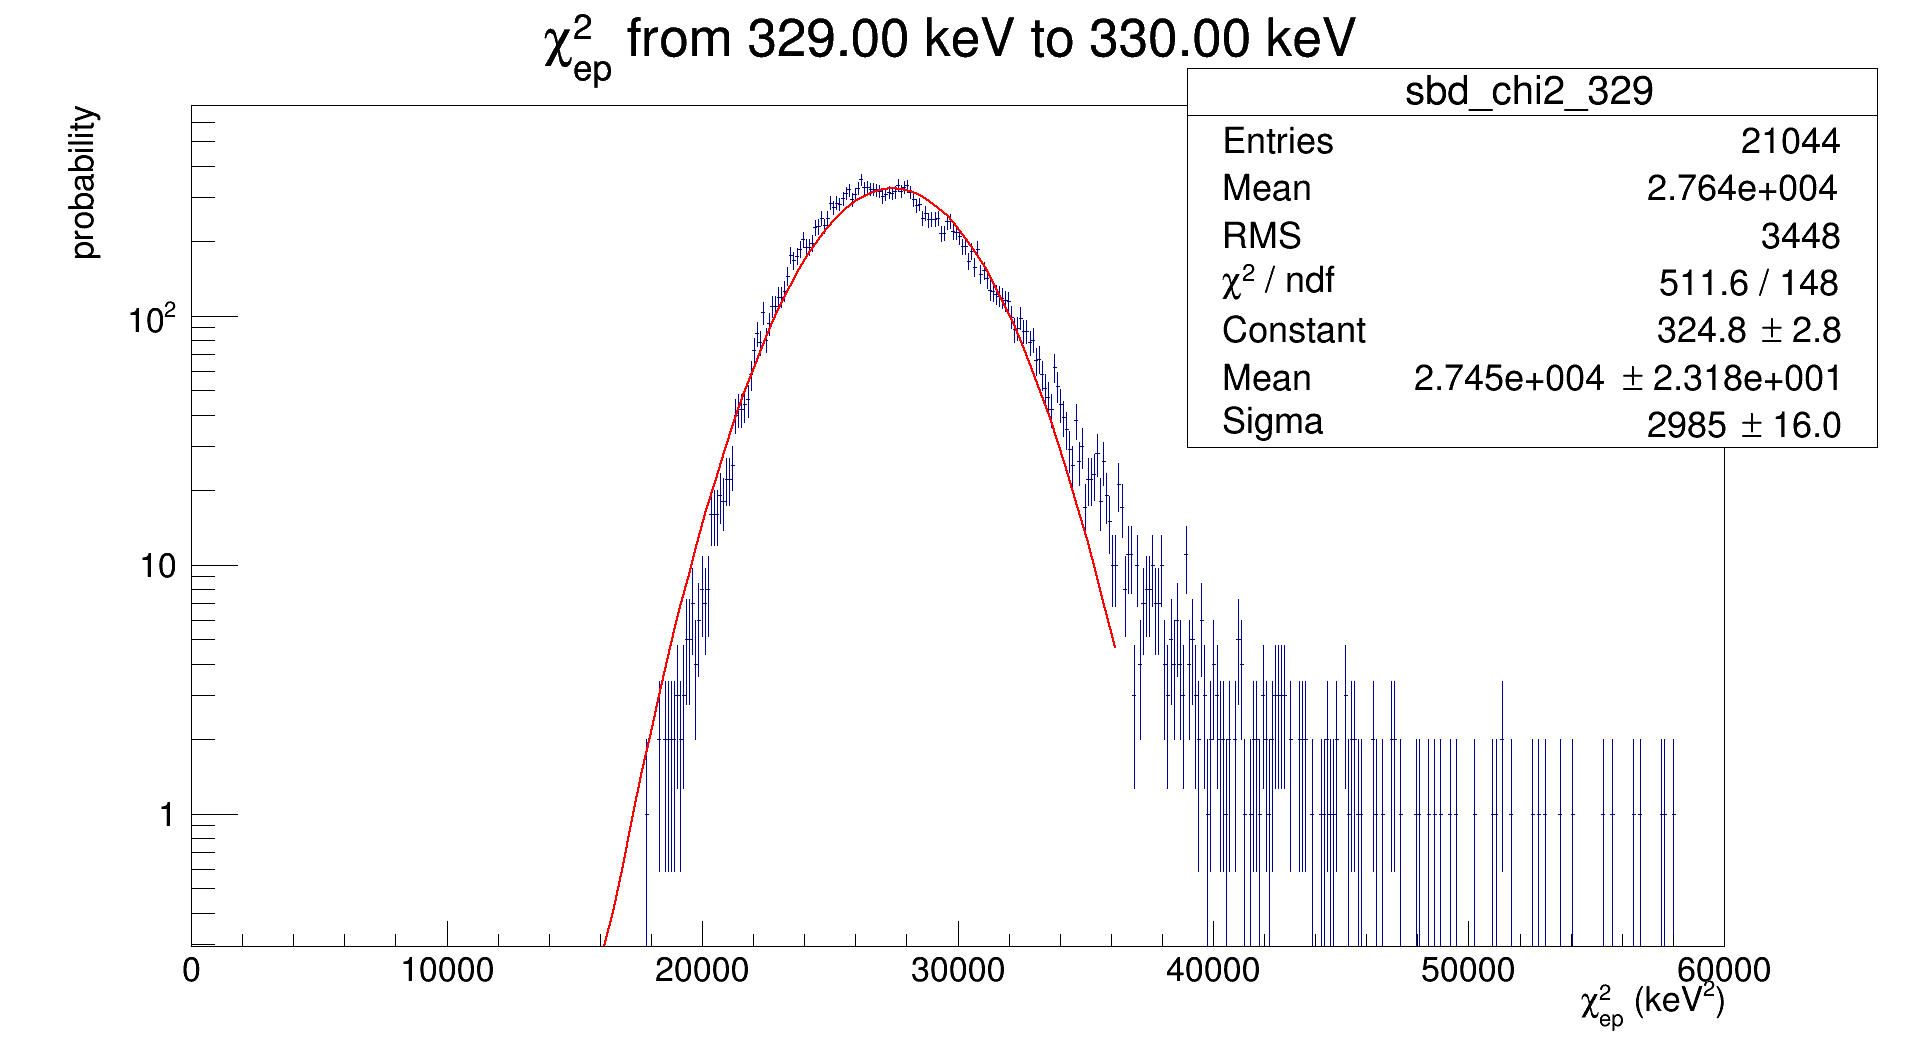 χ²ep from 329.00 keV to 330.00 keV
probability
sbd_chi2_329
Entries 21044
Mean 2.764e+004
RMS 3448
χ² / ndf 511.6 / 148
Constant 324.8 ± 2.8
Mean 2.745e+004 ± 2.318e+001
Sigma 2985 ± 16.0
10²
10
1
0 10000 20000 30000 40000 50000 60000
χ²ep (keV²)